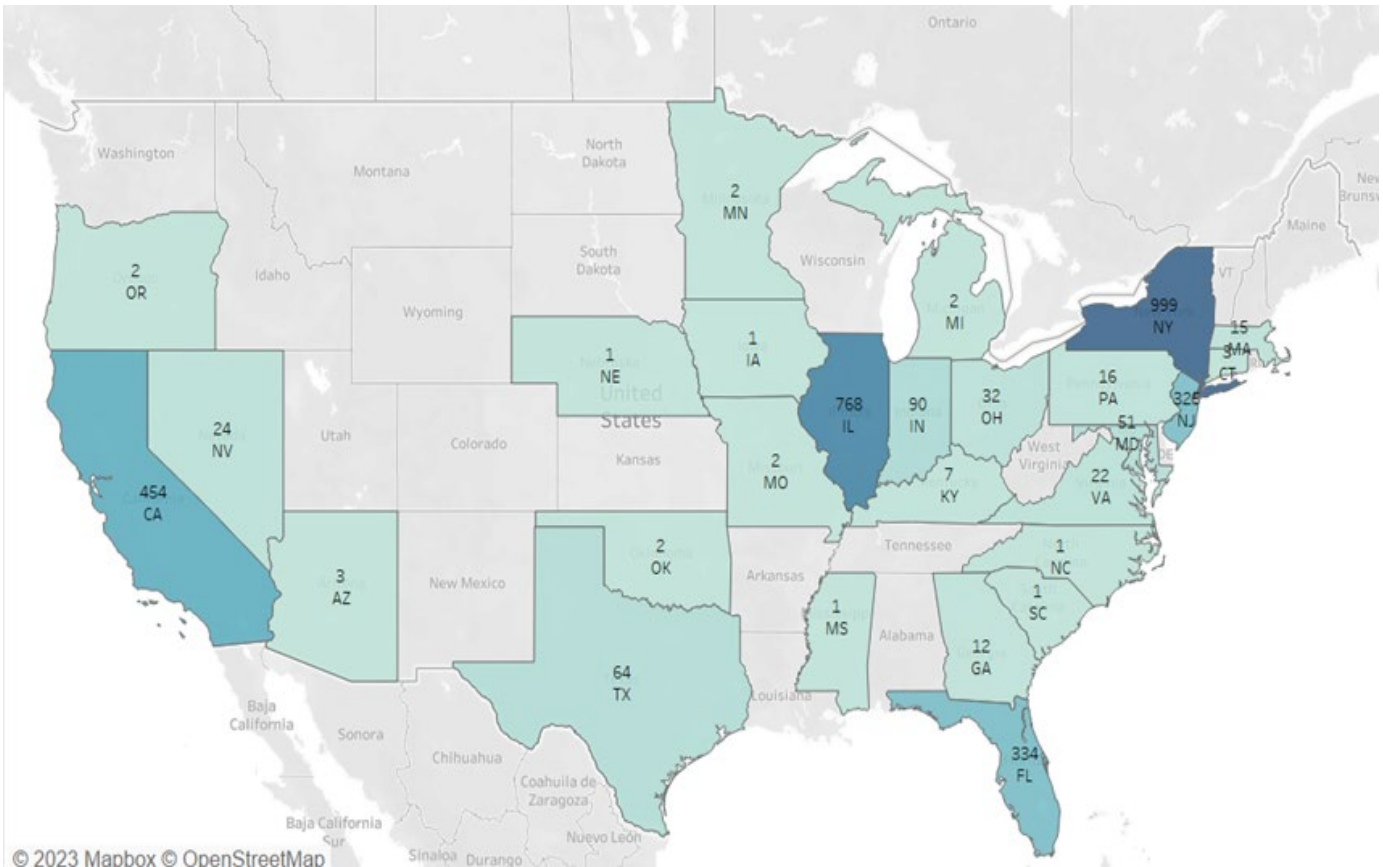 Ontario
Washington
Montana
North
Dakota
2
MN
New
Brunsw
Maine
VT
2
OR
Idaho
South
Dakota
Wisconsin
Wyoming
2
MI
999
NY
15
MA
3
CT
1
NE
1
IA
United
States
768
IL
90
IN
32
OH
16
PA
326
NJ
51
MD
DE
24
NV
Utah
Colorado
Kansas
2
MO
West
Virginia
7
KY
22
VA
454
CA
3
AZ
New Mexico
2
OK
Arkansas
Tennessee
1
NC
1
SC
1
MS
Alabama
12
GA
64
TX
Louisiana
334
FL
Baja
California
Sonora
Chihuahua
Coahuila de
Zaragoza
Baja California
Sur
Sinaloa
Durango
Nuevo León
© 2023 Mapbox © OpenStreetMap